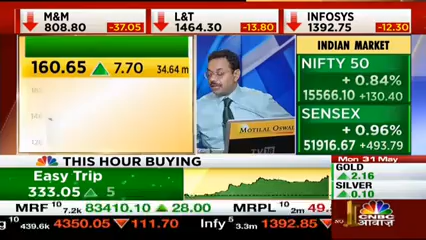 M&M
808.80 -37.05
L&T
1464.30 -13.80
INFOSYS
1392.75 -12.30
160.65 7.70 34.64 m
INDIAN MARKET
NIFTY 50
+ 0.84%
15566.10 +130.40
SENSEX
+ 0.96%
51916.67 +493.79
MOTILAL OSWAL
THIS HOUR BUYING
Mon 31 May
Easy Trip
333.05 5
GOLD
2.16
SILVER
0.10
MRF 10 7.2k 83410.10 28.00 MRPL 10 2m 49.
CNBC
आवाज़
10 439.6k 4350.05 111.70 Infy 5 3.3m 1392.85